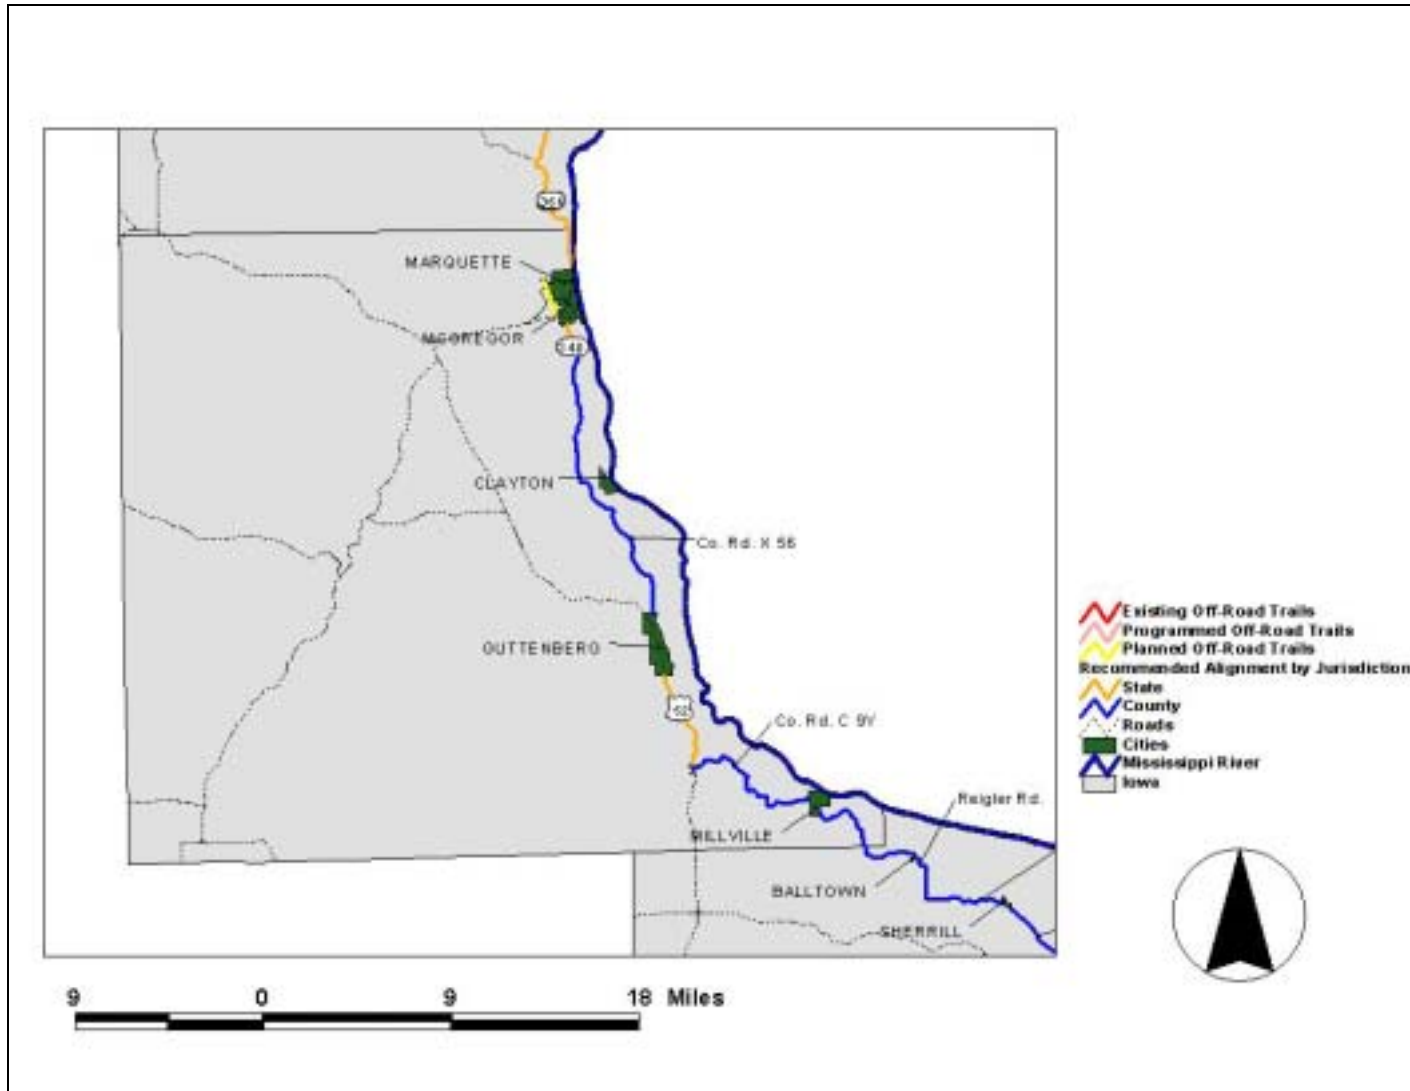 MARQUETTE
MCGREGOR
CLAYTON
Co. Rd. X 56
GUTTENBERG
Co. Rd. C 9Y
Reigler Rd.
MILLVILLE
BALLTOWN
SHERRILL
Existing Off-Road Trails
Programmed Off-Road Trails
Planned Off-Road Trails
Recommended Alignment by Jurisdiction
State
County
Roads
Cities
Mississippi River
Iowa
9 0 9 18 Miles